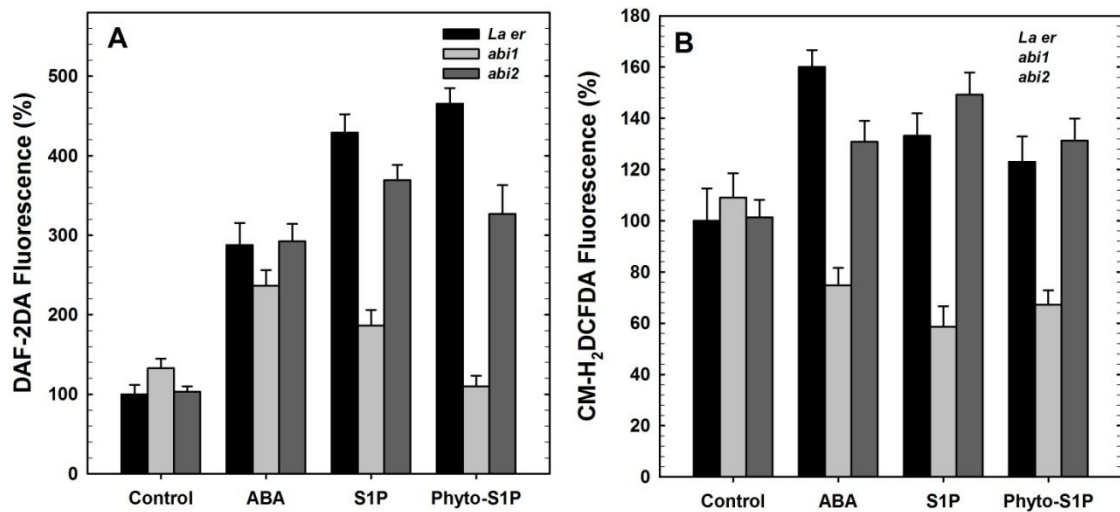 A
La er
abi1
abi2
DAF-2DA Fluorescence (%)
500
400
300
200
100
0
Control ABA S1P Phyto-S1P
B
La er
abi1
abi2
CM-H₂DCFDA Fluorescence (%)
180
160
140
120
100
80
60
40
20
0
Control ABA S1P Phyto-S1P